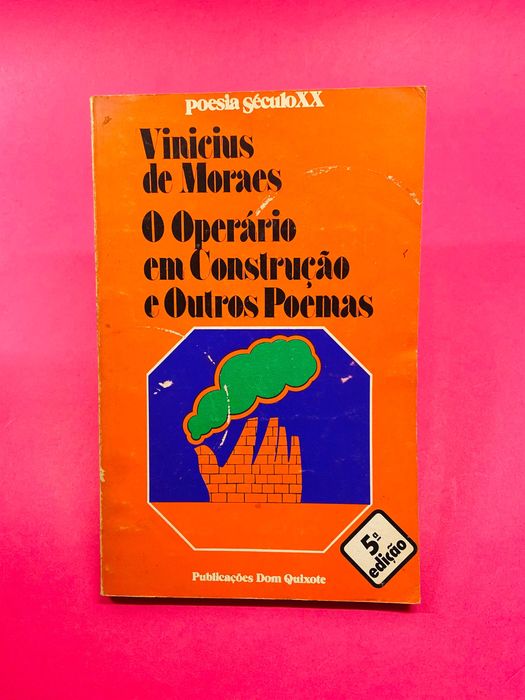 poesia séculoXX
Vinicius
de Moraes
O Operário
em Construção
e Outros Poemas
5ª
edição
Publicações Dom Quixote